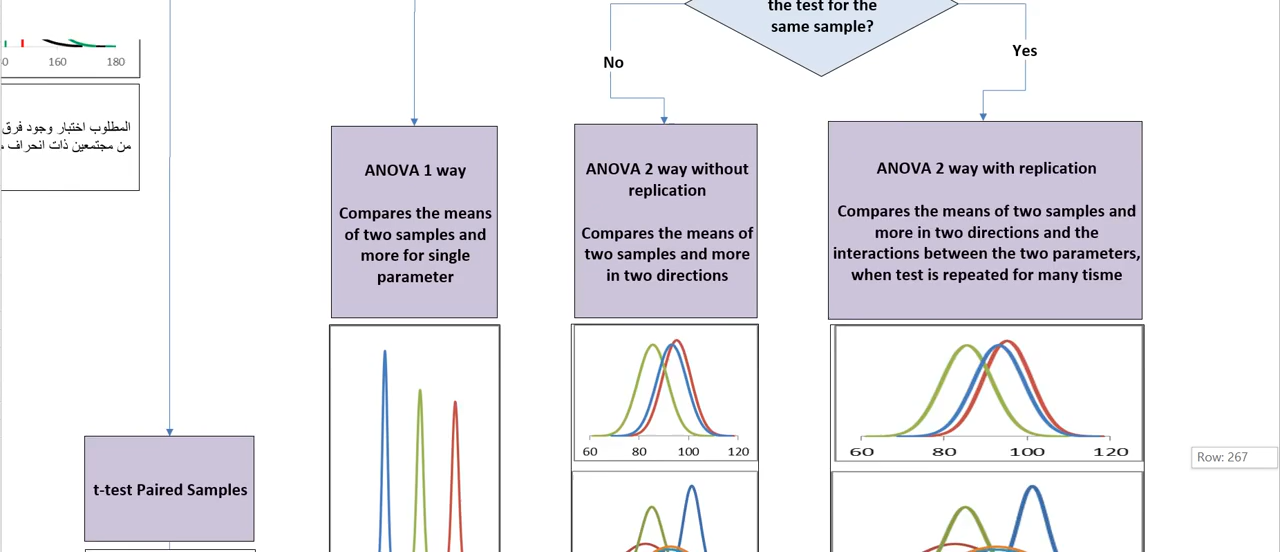 the test for the
same sample?
No
Yes
160
180
المطلوب اختبار وجود فرق
من مجتمعين ذات انحراف
ANOVA 1 way
Compares the means
of two samples and
more for single
parameter
ANOVA 2 way without
replication
Compares the means of
two samples and more
in two directions
ANOVA 2 way with replication
Compares the means of two samples and
more in two directions and the
interactions between the two parameters,
when test is repeated for many tisme
60 80 100 120
60 80 100 120
Row: 267
t-test Paired Samples